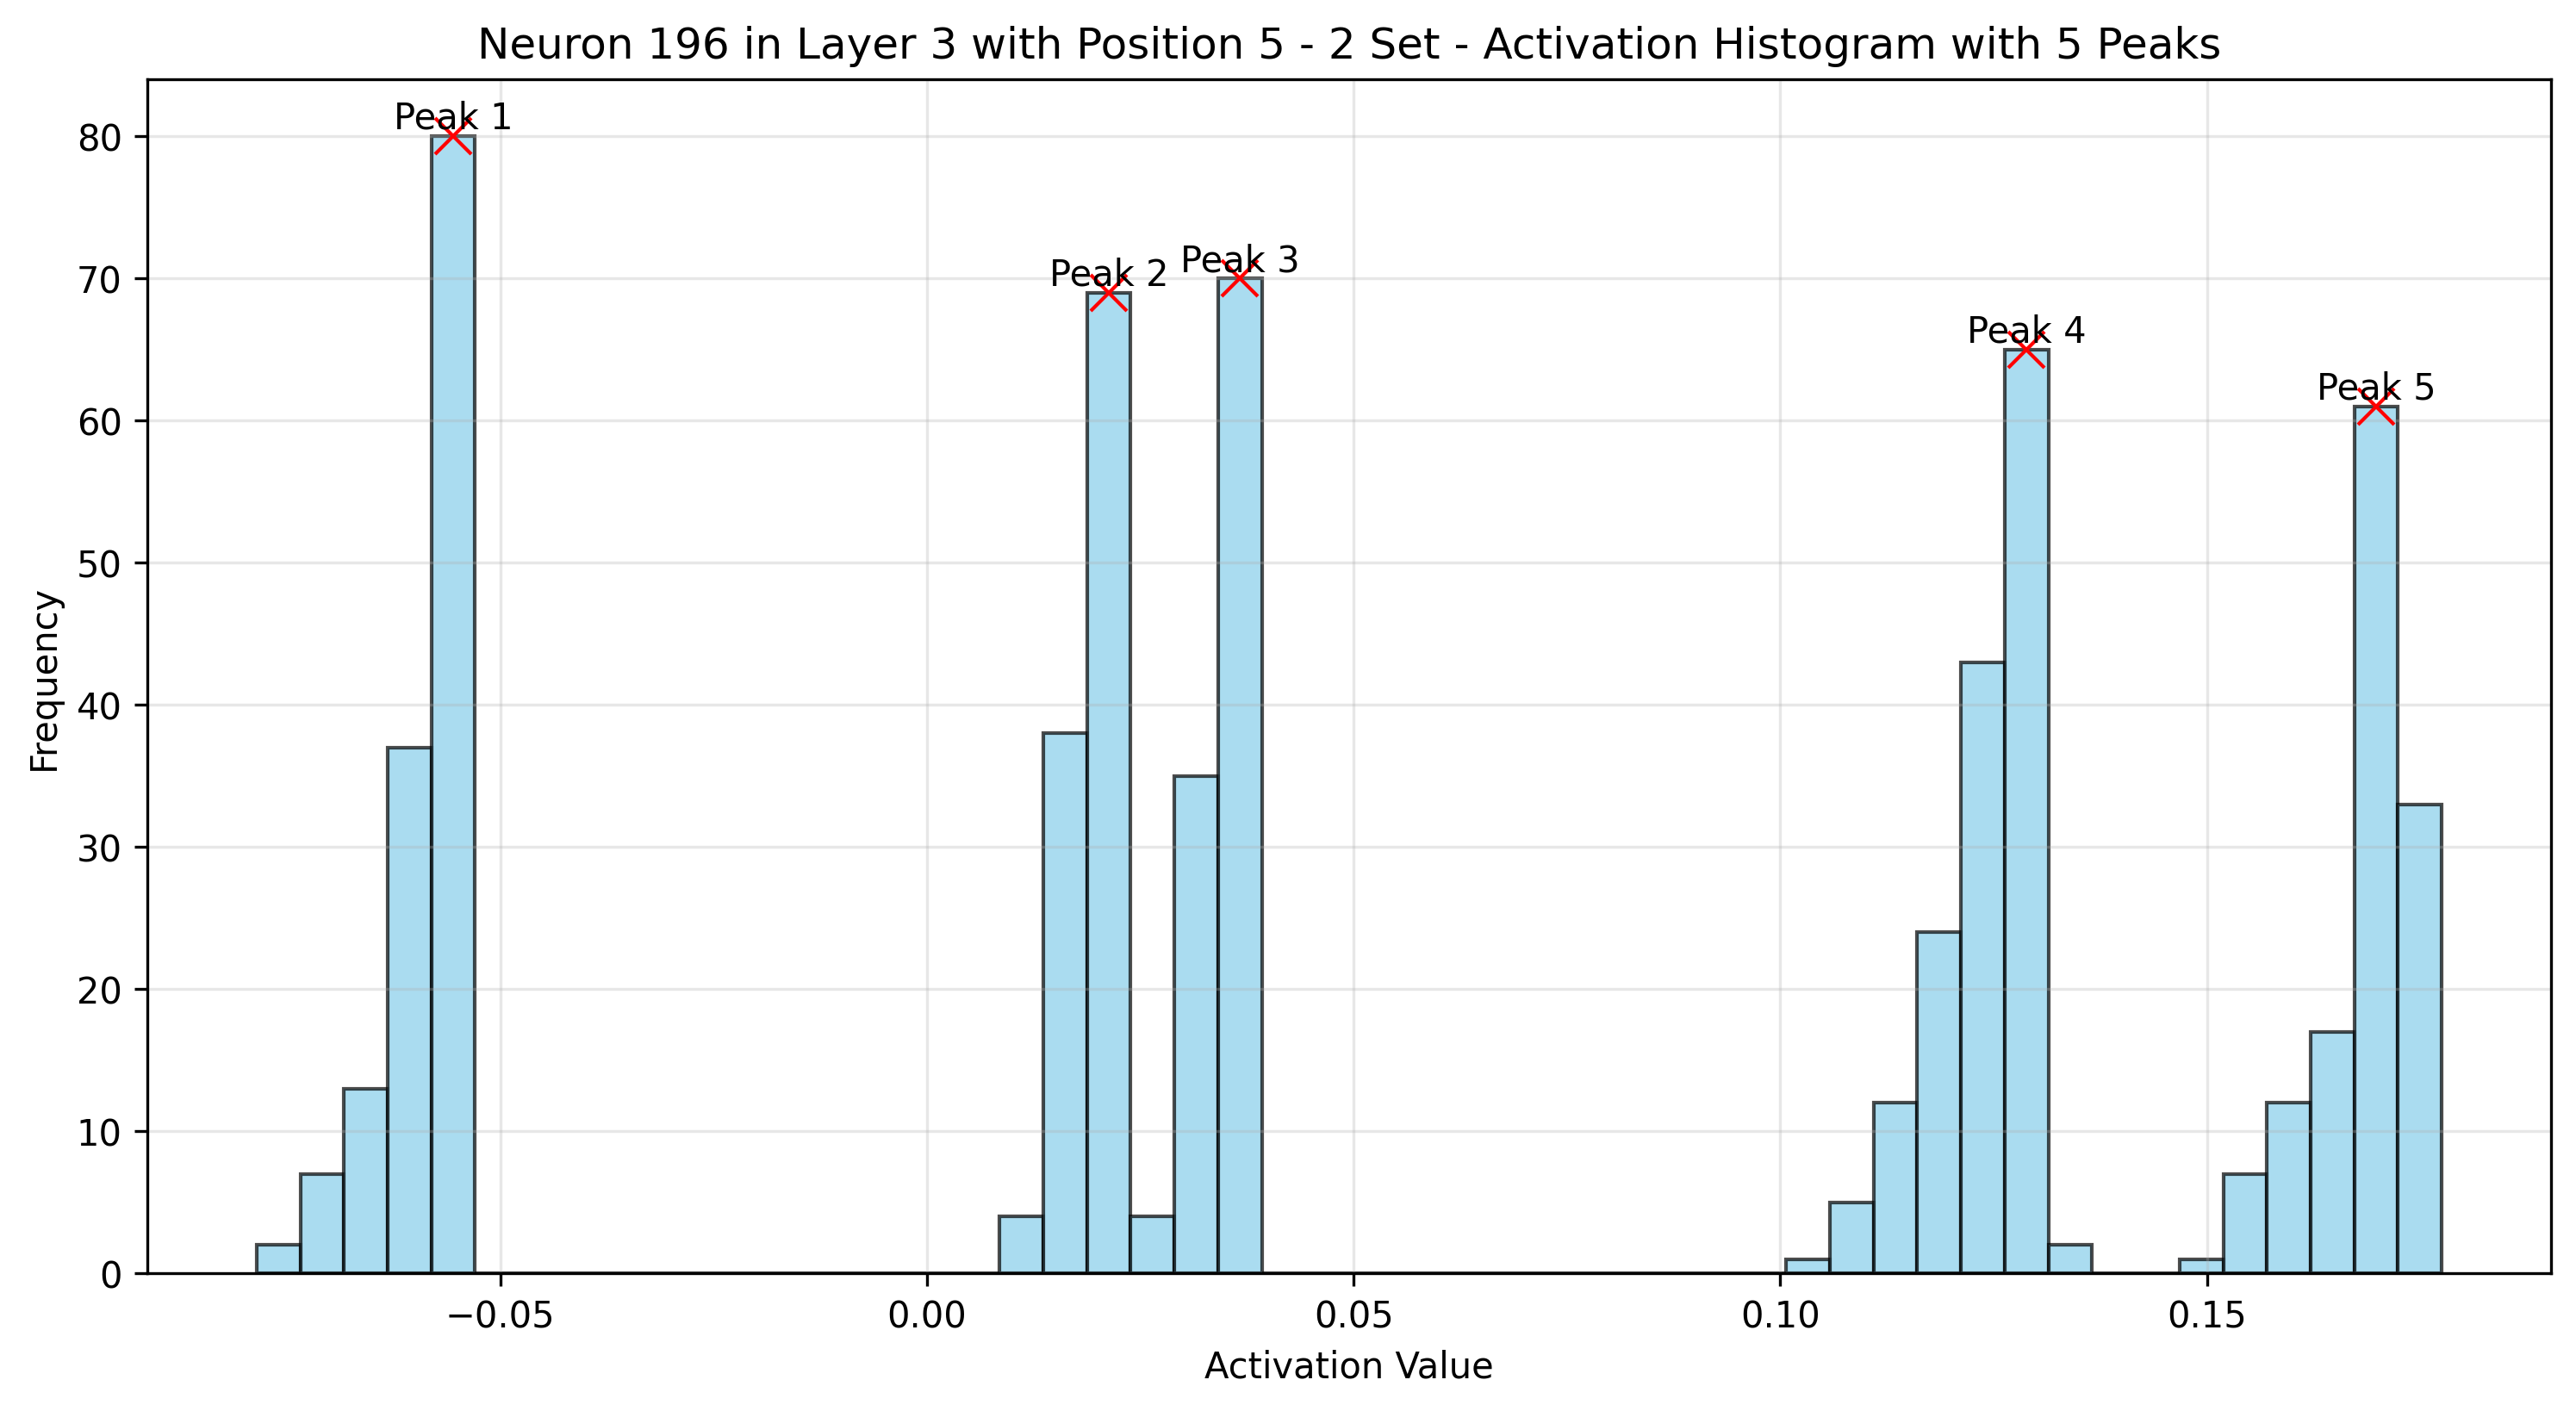 Neuron 196 in Layer 3 with Position 5 - 2 Set - Activation Histogram with 5 Peaks
Peak 1
Peak 2
Peak 3
Peak 4
Peak 5
Frequency
80
70
60
50
40
30
20
10
0
−0.05
0.00
0.05
0.10
0.15
Activation Value